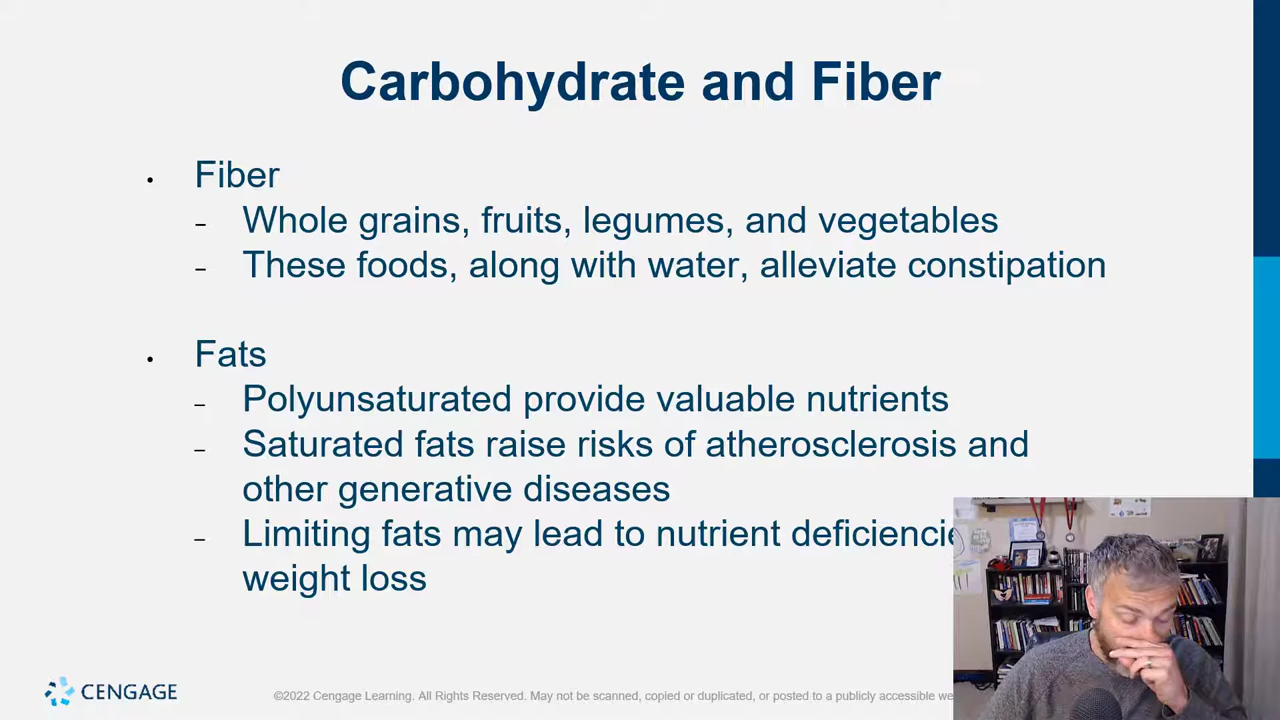 Carbohydrate and Fiber
• Fiber
– Whole grains, fruits, legumes, and vegetables
– These foods, along with water, alleviate constipation
• Fats
– Polyunsaturated provide valuable nutrients
– Saturated fats raise risks of atherosclerosis and
other generative diseases
– Limiting fats may lead to nutrient
weight loss
CENGAGE
©2022 Cengage Learning. All Rights Reserved. May not be scanned, copied or duplicated, or posted to a publicly accessible